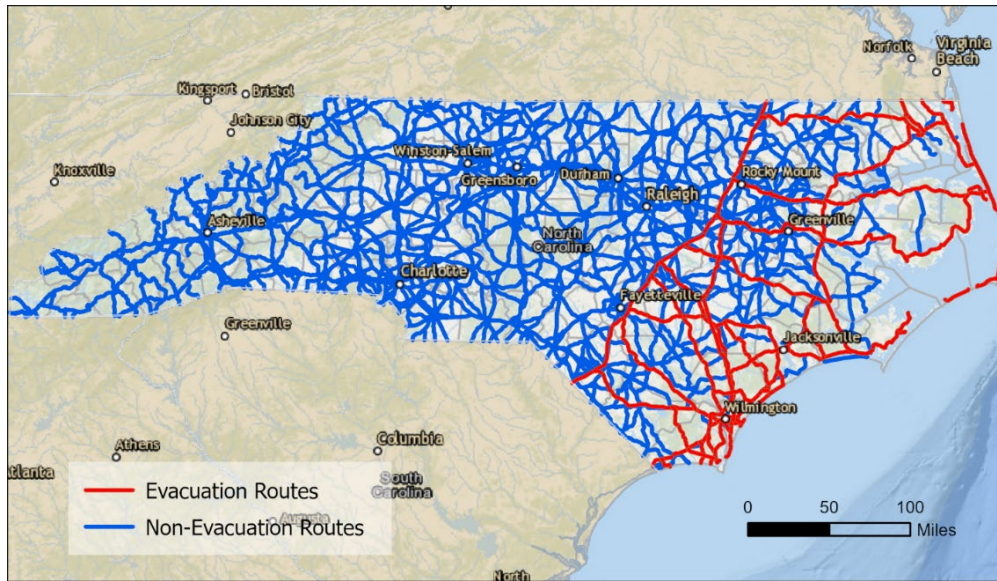 Norfolk
Virginia
Beach
Kingsport
Bristol
Johnson City
Knoxville
Winston-Salem
Greensboro
Durham
Raleigh
Rocky Mount
Greenville
Asheville
North
Carolina
Charlotte
Fayetteville
Greenville
Jacksonville
Wilmington
Athens
Columbia
Atlanta
South
Carolina
Augusta
North
Evacuation Routes
Non-Evacuation Routes
0 50 100
Miles